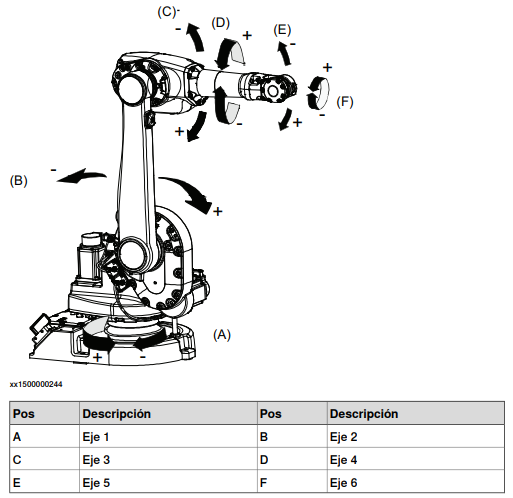 (C)-
-
(D)
+
(E)
-
+
(F)
-
+
-
+
(B)
-
+
(A)
+
-
xx1500000244
Pos Descripción Pos Descripción
A Eje 1 B Eje 2
C Eje 3 D Eje 4
E Eje 5 F Eje 6